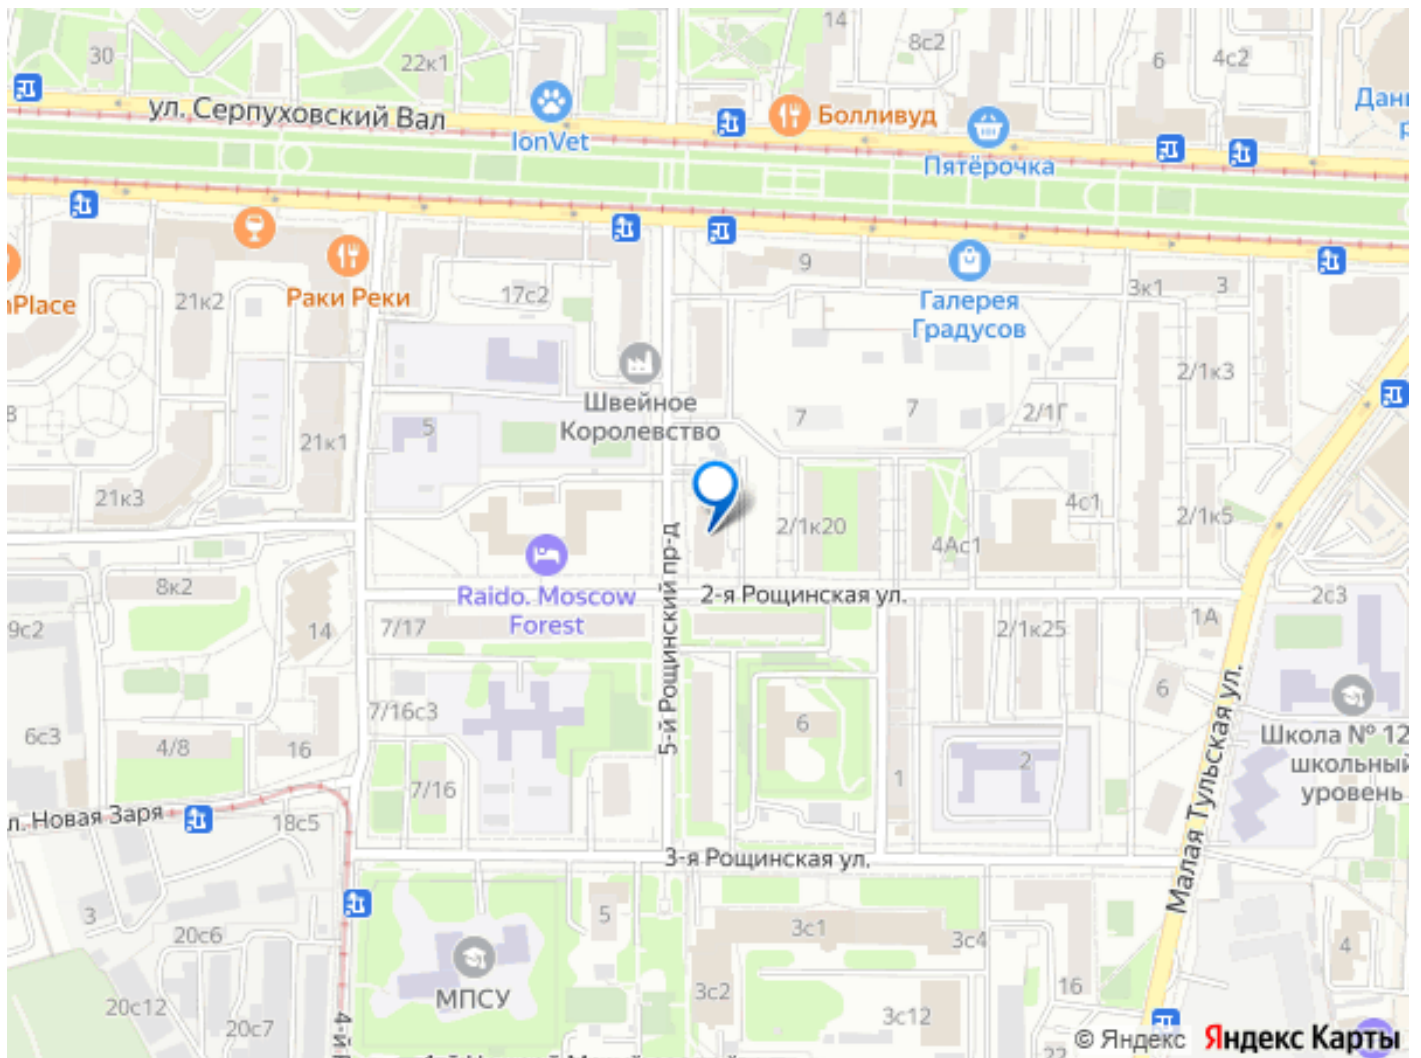 30
22к1
14
8с2
6
4с2
ул. Серпуховский Вал
IonVet
Болливуд
Пятёрочка
nPlace
21к2
Раки Реки
17с2
9
Галерея
Градусов
3к1
3
2/1к3
Швейное
Королевство
7
7
2/1Г
5
21к1
21к3
2/1к20
4Ас1
4с1
2/1к5
5-й Рощинский пр-д
8к2
Raido. Moscow
Forest
2-я Рощинская ул.
2с3
9с2
14
7/17
2/1к25
1А
6с3
4/8
16
7/16с3
7/16
6
1
2
6
Малая Тульская ул.
Школа № 12
школьный
уровень
л. Новая Заря
18с5
3-я Рощинская ул.
3
20с6
20с12
20с7
4-й
МПСУ
5
3с1
3с4
3с2
3с12
16
4
22
© Яндекс Яндекс Карты